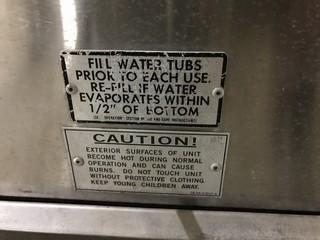 FILL WATER TUBS
PRIOR TO EACH USE.
RE-FILL IF WATER
EVAPORATES WITHIN
1/2" OF BOTTOM
CAUTION!
EXTERIOR SURFACES OF UNIT
BECOME HOT DURING NORMAL
OPERATION AND CAN CAUSE
BURNS. DO NOT TOUCH UNIT
WITHOUT PROTECTIVE CLOTHING
KEEP YOUNG CHILDREN AWAY.